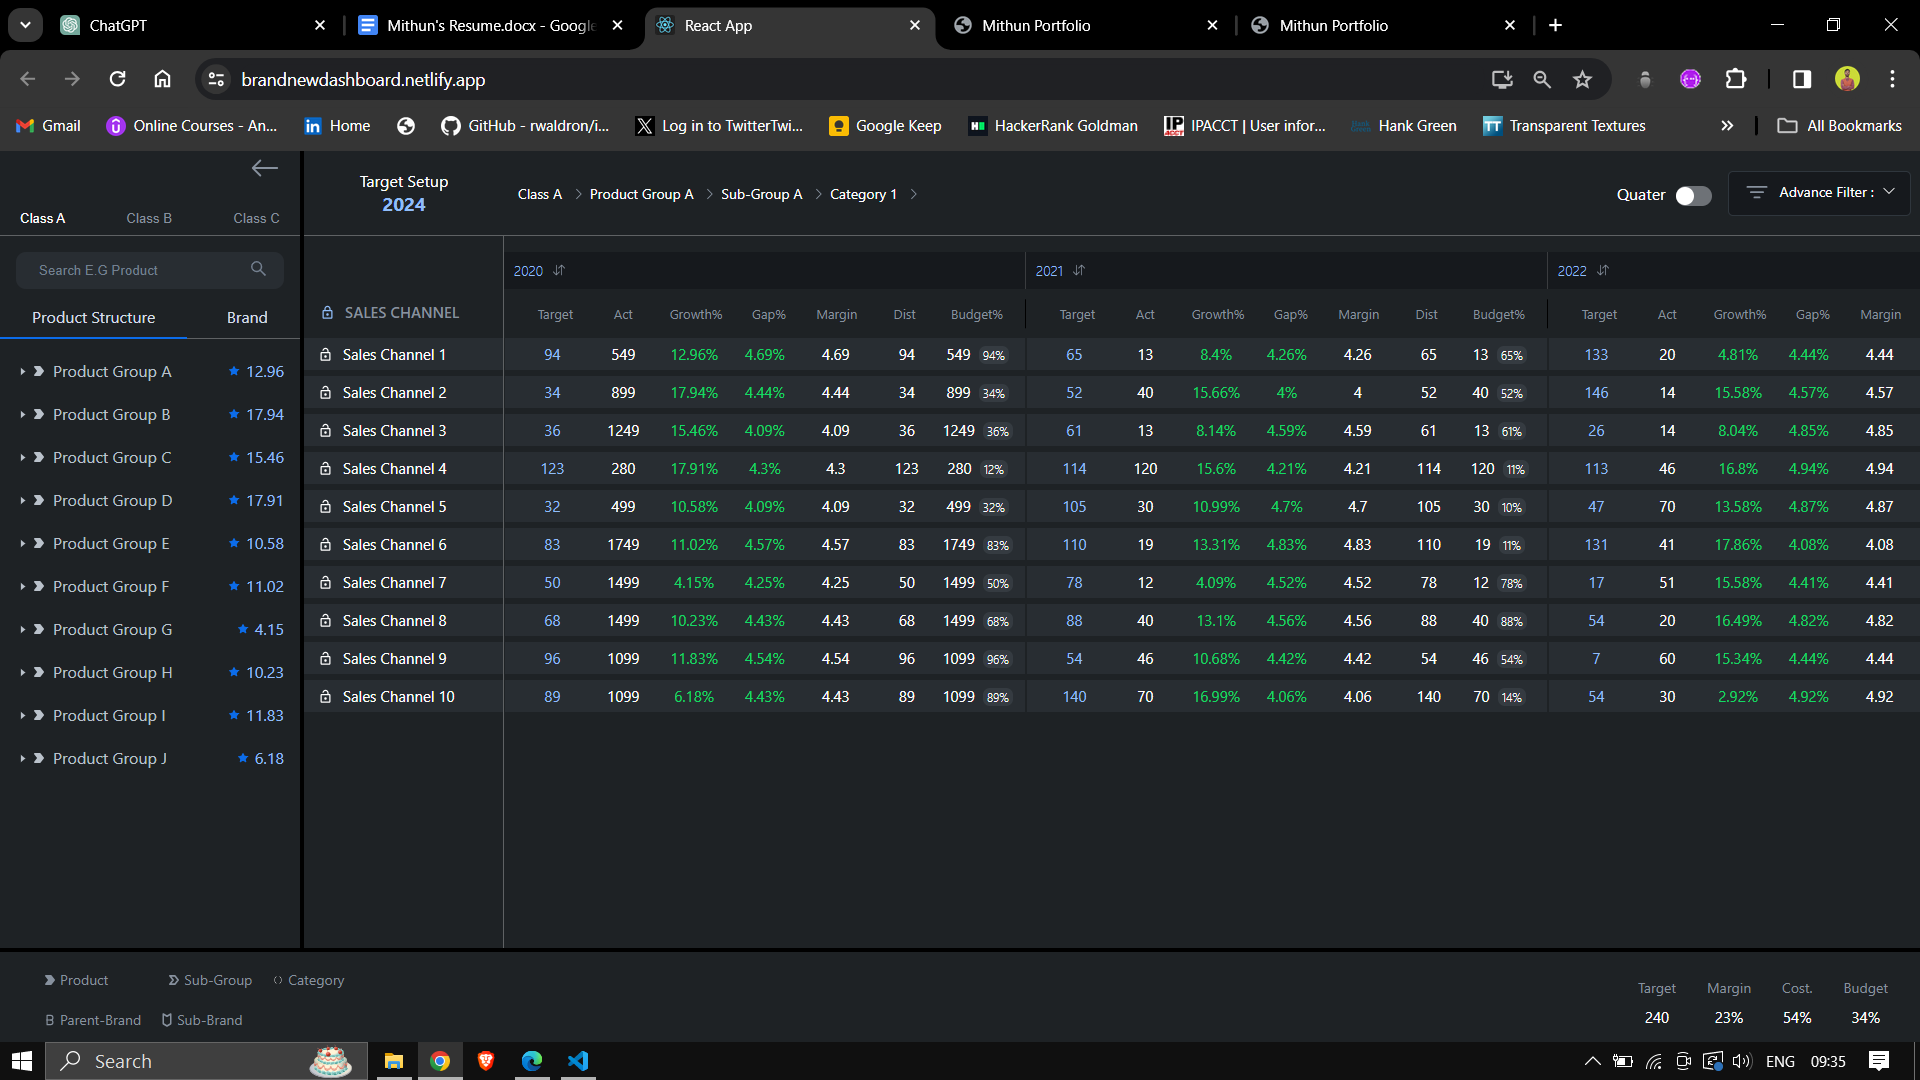 ChatGPT
Mithun's Resume.docx - Google
React App
Mithun Portfolio
Mithun Portfolio
brandnewdashboard.netlify.app
Gmail
Online Courses - An...
Home
GitHub - rwaldron/i...
Log in to TwitterTwi...
Google Keep
HackerRank Goldman
IPACCT | User infor...
Hank Green
Transparent Textures
All Bookmarks
Class A Class B Class C
Search E.G Product
Product Structure Brand
Product Group A 12.96
Product Group B 17.94
Product Group C 15.46
Product Group D 17.91
Product Group E 10.58
Product Group F 11.02
Product Group G 4.15
Product Group H 10.23
Product Group I 11.83
Product Group J 6.18
Target Setup
2024
Class A Product Group A Sub-Group A Category 1
Quater
Advance Filter :
2020 2021 2022
SALES CHANNEL Target Act Growth% Gap% Margin Dist Budget% Target Act Growth% Gap% Margin Dist Budget% Target Act Growth% Gap% Margin
Sales Channel 1 94 549 12.96% 4.69% 4.69 94 549 94% 65 13 8.4% 4.26% 4.26 65 13 65% 133 20 4.81% 4.44% 4.44
Sales Channel 2 34 899 17.94% 4.44% 4.44 34 899 34% 52 40 15.66% 4% 4 52 40 52% 146 14 15.58% 4.57% 4.57
Sales Channel 3 36 1249 15.46% 4.09% 4.09 36 1249 36% 61 13 8.14% 4.59% 4.59 61 13 61% 26 14 8.04% 4.85% 4.85
Sales Channel 4 123 280 17.91% 4.3% 4.3 123 280 12% 114 120 15.6% 4.21% 4.21 114 120 11% 113 46 16.8% 4.94% 4.94
Sales Channel 5 32 499 10.58% 4.09% 4.09 32 499 32% 105 30 10.99% 4.7% 4.7 105 30 10% 47 70 13.58% 4.87% 4.87
Sales Channel 6 83 1749 11.02% 4.57% 4.57 83 1749 83% 110 19 13.31% 4.83% 4.83 110 19 11% 131 41 17.86% 4.08% 4.08
Sales Channel 7 50 1499 4.15% 4.25% 4.25 50 1499 50% 78 12 4.09% 4.52% 4.52 78 12 78% 17 51 15.58% 4.41% 4.41
Sales Channel 8 68 1499 10.23% 4.43% 4.43 68 1499 68% 88 40 13.1% 4.56% 4.56 88 40 88% 54 20 16.49% 4.82% 4.82
Sales Channel 9 96 1099 11.83% 4.54% 4.54 96 1099 96% 54 46 10.68% 4.42% 4.42 54 46 54% 7 60 15.34% 4.44% 4.44
Sales Channel 10 89 1099 6.18% 4.43% 4.43 89 1099 89% 140 70 16.99% 4.06% 4.06 140 70 14% 54 30 2.92% 4.92% 4.92
Product Sub-Group Category
B Parent-Brand Sub-Brand
Target Margin Cost. Budget
240 23% 54% 34%
Search
ENG 09:35